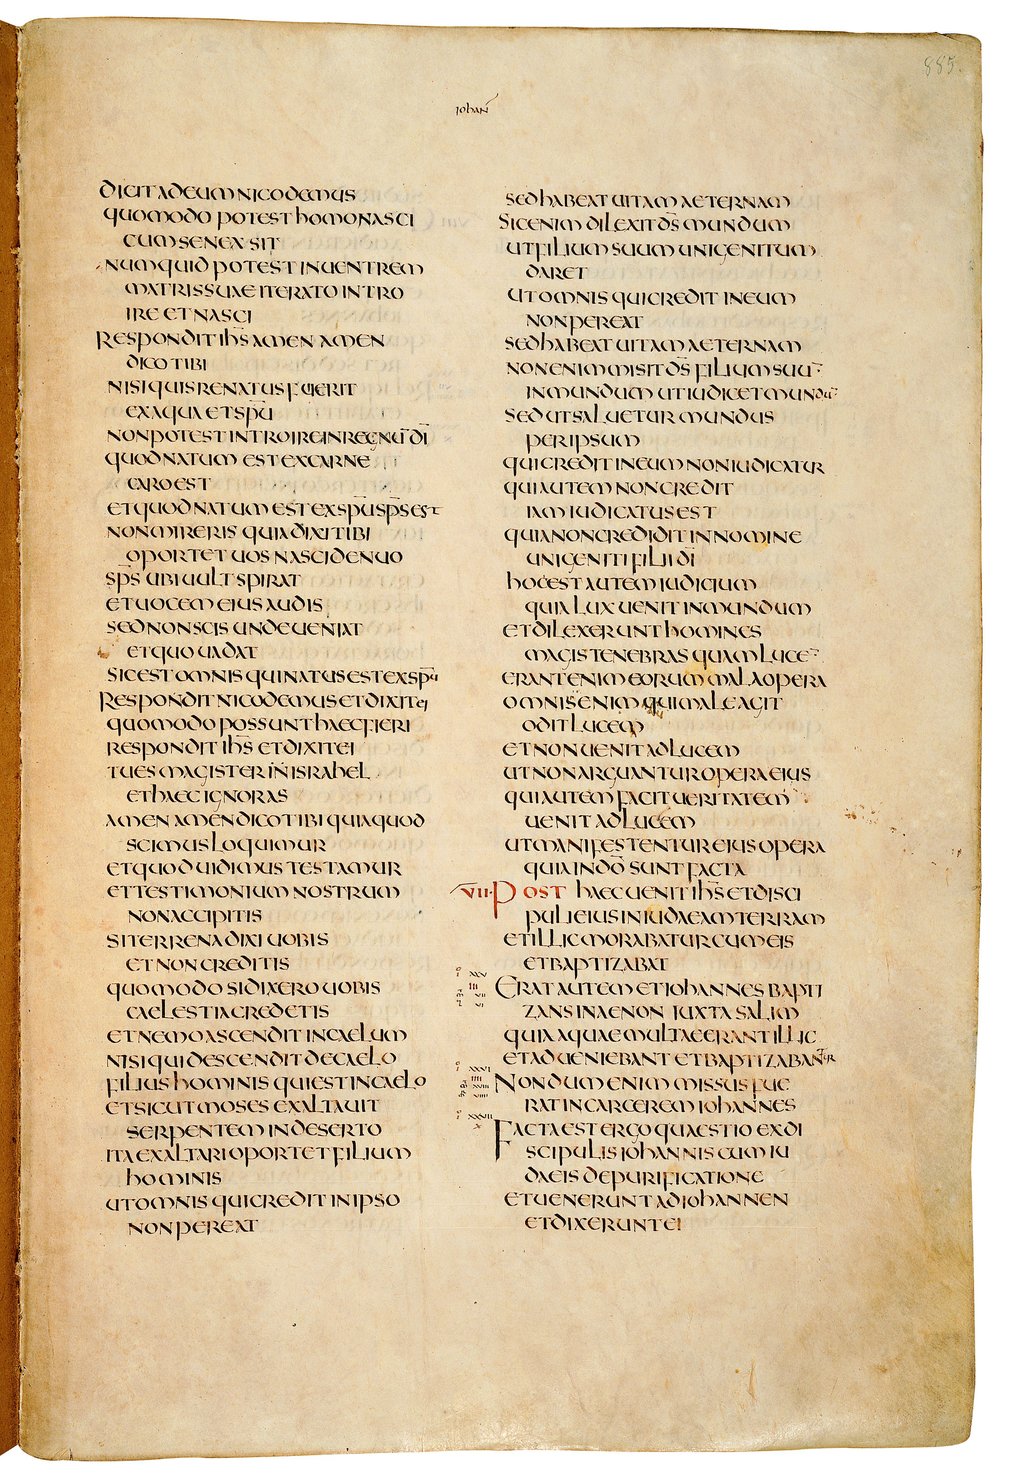 885.
iohan̄
DICIT AD EUM NICODEMUS
QUOMODO POTEST HOMO NASCI
CUM SENEX SIT
NUMQUID POTEST IN UENTREM
MATRIS SUAE ITERATO INTRO
IRE ET NASCI
RESPONDIT IH̄S AMEN AMEN
DICO TIBI
NISI QUIS RENATUS FUERIT
EX AQUA ET SPŪ
NON POTEST INTROIRE IN REGNŪ DĪ
QUOD NATUM EST EX CARNE
CARO EST
ET QUOD NATUM EST EX SPŪ SPS̄ EST
NON MIRERIS QUIA DIXI TIBI
OPORTET UOS NASCI DENUO
SPS̄ UBI UULT SPIRAT
ET UOCEM EIUS AUDIS
SED NON SCIS UNDE UENIAT
ET QUO UADAT
SIC EST OMNIS QUI NATUS EST EX SPŪ
RESPONDIT NICODEMUS ET DIXIT EI
QUOMODO POSSUNT HAEC FIERI
RESPONDIT IH̄S ET DIXIT EI
TU ES MAGISTER IN ISRAHEL
ET HAEC IGNORAS
AMEN AMEN DICO TIBI QUIA QUOD
SCIMUS LOQUIMUR
ET QUOD UIDIMUS TESTAMUR
ET TESTIMONIUM NOSTRUM
NON ACCIPITIS
SI TERRENA DIXI UOBIS
ET NON CREDITIS
QUOMODO SI DIXERO UOBIS
CAELESTIA CREDETIS
ET NEMO ASCENDIT IN CAELUM
NISI QUI DESCENDIT DE CAELO
FILIUS HOMINIS QUI EST IN CAELO
ET SICUT MOSES EXALTAUIT
SERPENTEM IN DESERTO
ITA EXALTARI OPORTET FILIUM
HOMINIS
UT OMNIS QUI CREDIT IN IPSO
NON PEREAT
SED HABEAT UITAM AETERNAM
SIC ENIM DILEXIT DS̄ MUNDUM
UT FILIUM SUUM UNIGENITUM
DARET
UT OMNIS QUI CREDIT IN EUM
NON PEREAT
SED HABEAT UITAM AETERNAM
NON ENIM MISIT DS̄ FILIUM SUŪ
IN MUNDUM UT IUDICET MUNDŪ
SED UT SALUETUR MUNDUS
PER IPSUM
QUI CREDIT IN EUM NON IUDICATUR
QUI AUTEM NON CREDIT
IAM IUDICATUS EST
QUIA NON CREDIDIT IN NOMINE
UNIGENITI FILII DĪ
HOC EST AUTEM IUDICIUM
QUIA LUX UENIT IN MUNDUM
ET DILEXERUNT HOMINES
MAGIS TENEBRAS QUAM LUCĒ
ERANT ENIM EORUM MALA OPERA
OMNIS ENIM QUI MALE AGIT
ODIT LUCEM
ET NON UENIT AD LUCEM
UT NON ARGUANTUR OPERA EIUS
QUI AUTEM FACIT UERITATEM
UENIT AD LUCEM
UT MANIFESTENTUR EIUS OPERA
QUIA IN DŌ SUNT FACTA
VII· POST HAEC UENIT IH̄S ET DISCI
PULI EIUS IN IUDAEAM TERRAM
ET ILLIC MORABATUR CUM EIS
ET BAPTIZABAT
ERAT AUTEM ET IOHANNES BAPTI
ZANS IN AENON IUXTA SALIM
QUIA AQUAE MULTAE ERANT ILLIC
ET ADUENIEBANT ET BAPTIZABANTUR
NONDUM ENIM MISSUS FUE
RAT IN CARCEREM IOHANNES
FACTA EST ERGO QUAESTIO EX DI
SCIPULIS IOHANNIS CUM IU
DAEIS DE PURIFICATIONE
ET UENERUNT AD IOHANNEN
ET DIXERUNT EI